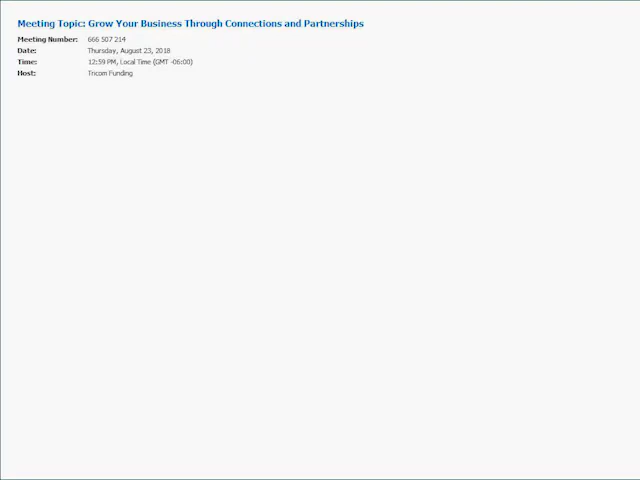 Meeting Topic: Grow Your Business Through Connections and Partnerships
Meeting Number: 666 507 214
Date: Thursday, August 23, 2018
Time: 12:59 PM, Local Time (GMT -06:00)
Host: Tricom Funding